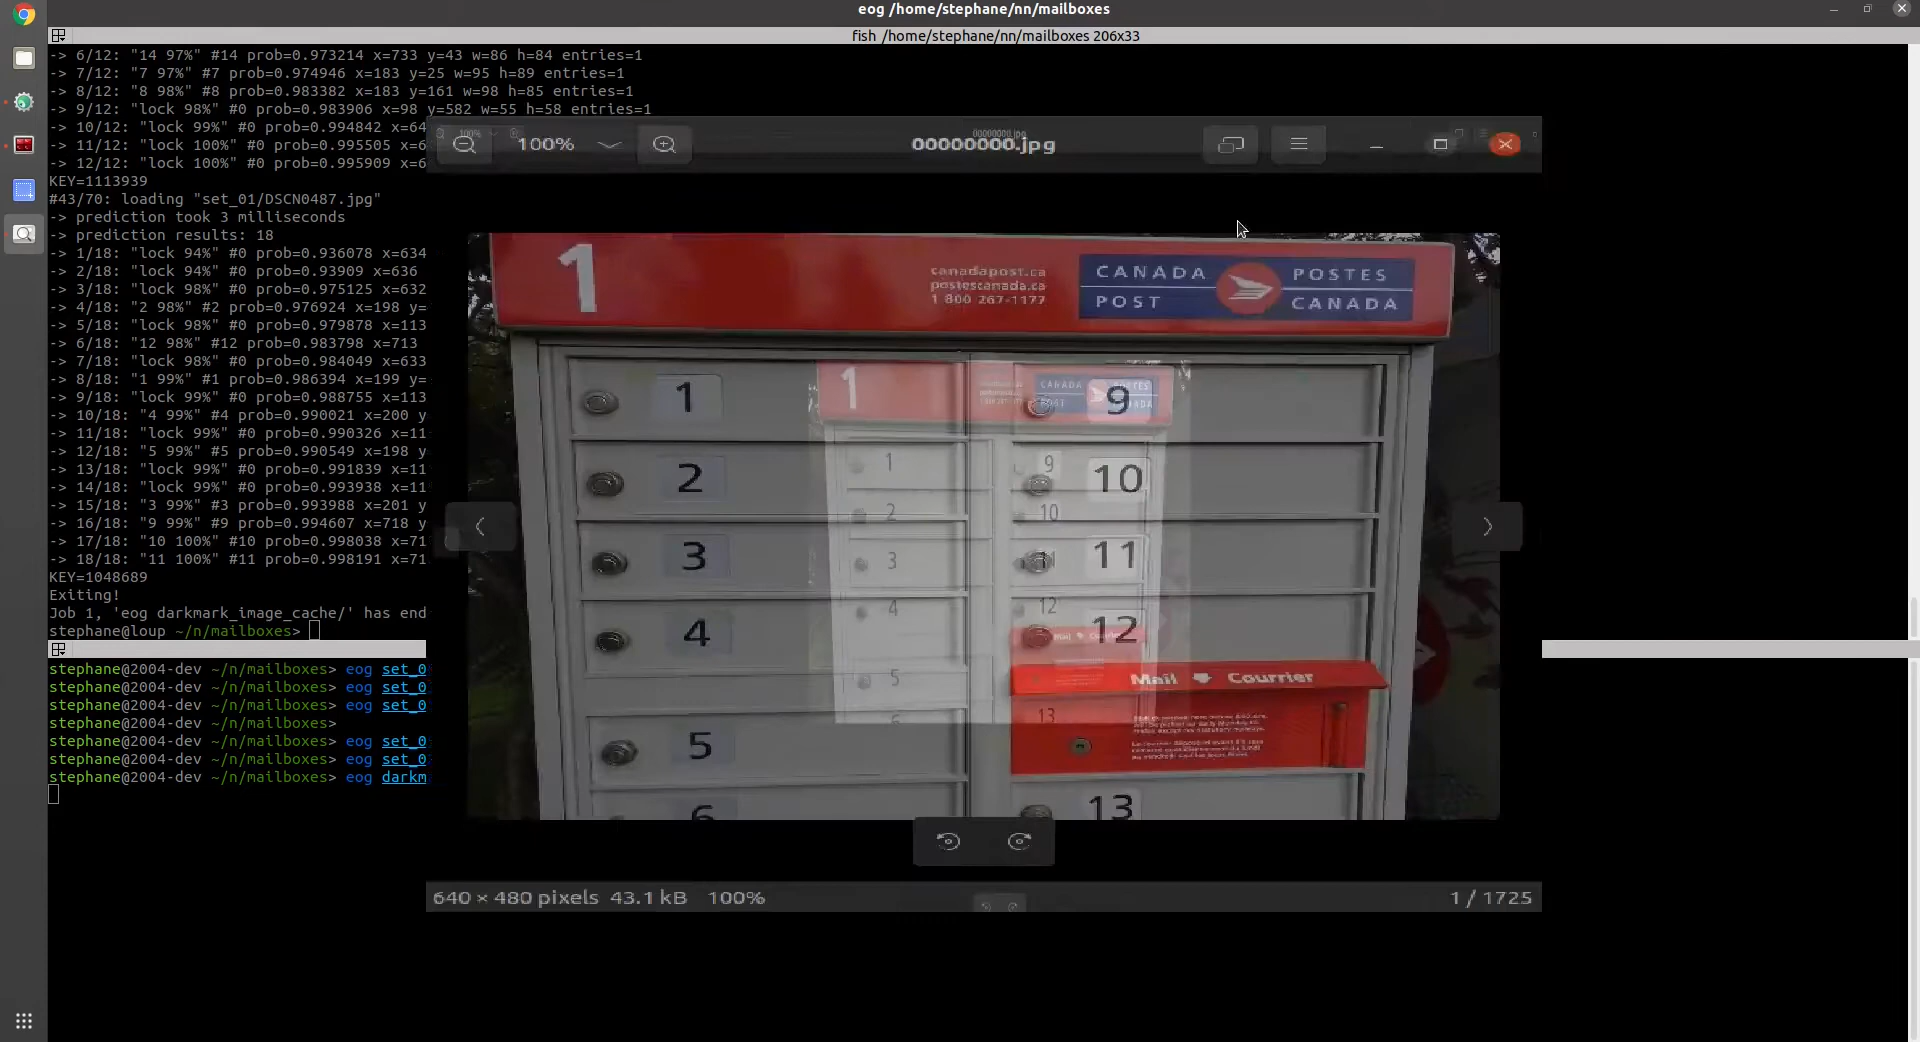 eog /home/stephane/nn/mailboxes
fish /home/stephane/nn/mailboxes 206x33
-> 6/12: "14 97%" #14 prob=0.973214 x=733 y=43 w=86 h=84 entries=1
-> 7/12: "7 97%" #7 prob=0.974946 x=183 y=25 w=95 h=89 entries=1
-> 8/12: "8 98%" #8 prob=0.983382 x=183 y=161 w=98 h=85 entries=1
-> 9/12: "lock 98%" #0 prob=0.983906 x=98 y=582 w=55 h=58 entries=1
-> 10/12: "lock 99%" #0 prob=0.994842 x=64
-> 11/12: "lock 100%" #0 prob=0.995505 x=6
-> 12/12: "lock 100%" #0 prob=0.995909 x=6
KEY=1113939
#43/70: loading "set_01/DSCN0487.jpg"
-> prediction took 3 milliseconds
-> prediction results: 18
-> 1/18: "lock 94%" #0 prob=0.936078 x=634
-> 2/18: "lock 94%" #0 prob=0.93909 x=636
-> 3/18: "lock 98%" #0 prob=0.975125 x=632
-> 4/18: "2 98%" #2 prob=0.976924 x=198 y=
-> 5/18: "lock 98%" #0 prob=0.979878 x=113
-> 6/18: "12 98%" #12 prob=0.983798 x=713
-> 7/18: "lock 98%" #0 prob=0.984049 x=633
-> 8/18: "1 99%" #1 prob=0.986394 x=199 y=
-> 9/18: "lock 99%" #0 prob=0.988755 x=113
-> 10/18: "4 99%" #4 prob=0.990021 x=200 y
-> 11/18: "lock 99%" #0 prob=0.990326 x=11
-> 12/18: "5 99%" #5 prob=0.990549 x=198 y
-> 13/18: "lock 99%" #0 prob=0.991839 x=11
-> 14/18: "lock 99%" #0 prob=0.993938 x=11
-> 15/18: "3 99%" #3 prob=0.993988 x=201 y
-> 16/18: "9 99%" #9 prob=0.994607 x=718 y
-> 17/18: "10 100%" #10 prob=0.998038 x=71
-> 18/18: "11 100%" #11 prob=0.998191 x=71
KEY=1048689
Exiting!
Job 1, 'eog darkmark_image_cache/' has end
stephane@loup ~/n/mailboxes>
stephane@2004-dev ~/n/mailboxes> eog set_0
stephane@2004-dev ~/n/mailboxes> eog set_0
stephane@2004-dev ~/n/mailboxes> eog set_0
stephane@2004-dev ~/n/mailboxes>
stephane@2004-dev ~/n/mailboxes> eog set_0
stephane@2004-dev ~/n/mailboxes> eog set_0
stephane@2004-dev ~/n/mailboxes> eog darkm
100%
00000000.jpg
1
canadapost.ca
postescanada.ca
1 800 267-1177
CANADA POST
POSTES CANADA
1
9
2
10
3
11
4
12
Mail Courrier
5
6
13
1
CANADA
1
9
2
10
3
4
12
5
13
640 × 480 pixels 43.1 kB 100%
1 / 1725